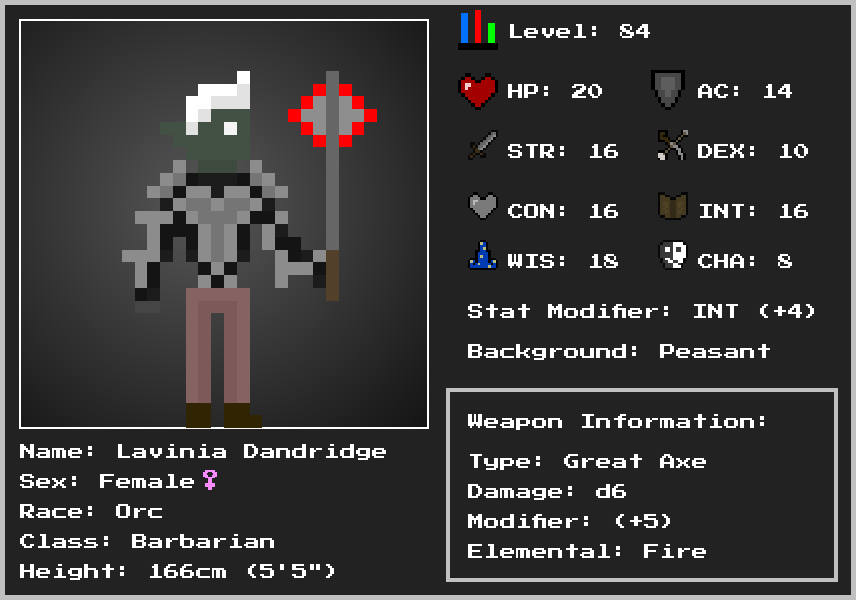 Level: 84
HP: 20 AC: 14
STR: 16 DEX: 10
CON: 16 INT: 16
WIS: 18 CHA: 8
Stat Modifier: INT (+4)
Background: Peasant
Weapon Information:
Type: Great Axe
Damage: d6
Modifier: (+5)
Elemental: Fire
Name: Lavinia Dandridge
Sex: Female♀
Race: Orc
Class: Barbarian
Height: 166cm (5'5")